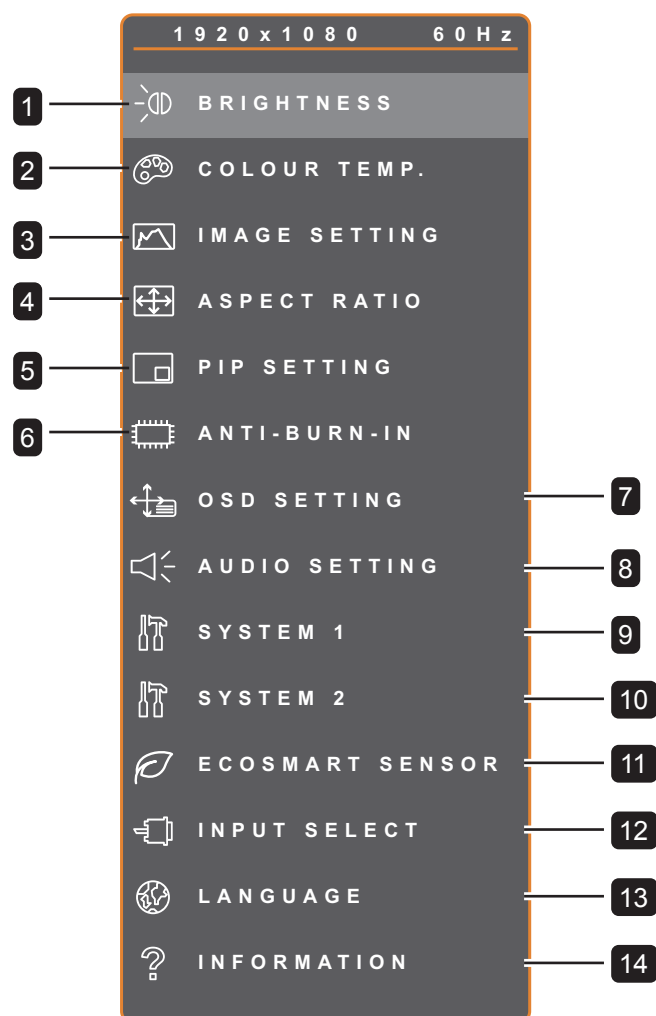 1920x1080 60Hz
1 BRIGHTNESS
2 COLOUR TEMP.
3 IMAGE SETTING
4 ASPECT RATIO
5 PIP SETTING
6 ANTI-BURN-IN
OSD SETTING 7
AUDIO SETTING 8
SYSTEM 1 9
SYSTEM 2 10
ECOSMART SENSOR 11
INPUT SELECT 12
LANGUAGE 13
INFORMATION 14